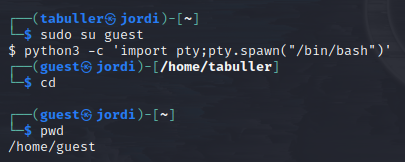 ┌──(tabuller㉿jordi)-[~]
└─$ sudo su guest
$ python3 -c 'import pty;pty.spawn("/bin/bash")'
┌──(guest㉿jordi)-[/home/tabuller]
└─$ cd
┌──(guest㉿jordi)-[~]
└─$ pwd
/home/guest